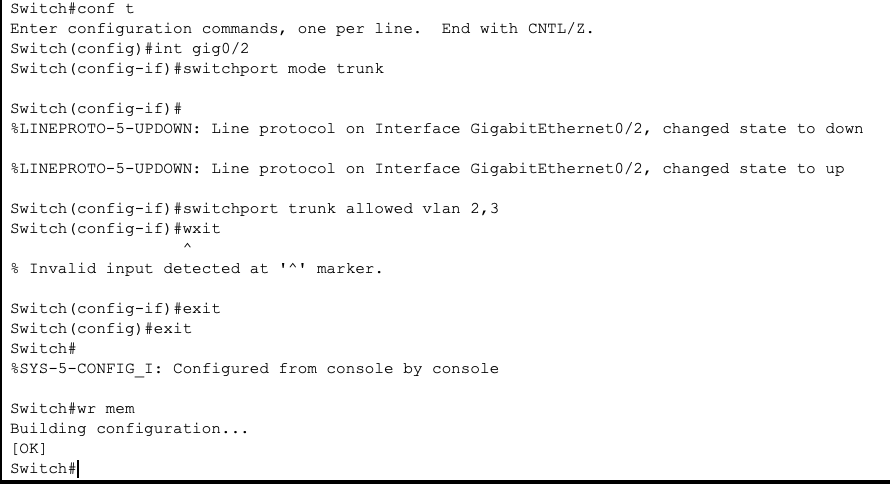 Switch#conf t
Enter configuration commands, one per line.  End with CNTL/Z.
Switch(config)#int gig0/2
Switch(config-if)#switchport mode trunk
Switch(config-if)#
%LINEPROTO-5-UPDOWN: Line protocol on Interface GigabitEthernet0/2, changed state to down
%LINEPROTO-5-UPDOWN: Line protocol on Interface GigabitEthernet0/2, changed state to up
Switch(config-if)#switchport trunk allowed vlan 2,3
Switch(config-if)#wxit
^
% Invalid input detected at '^' marker.
Switch(config-if)#exit
Switch(config)#exit
Switch#
%SYS-5-CONFIG_I: Configured from console by console
Switch#wr mem
Building configuration...
[OK]
Switch#